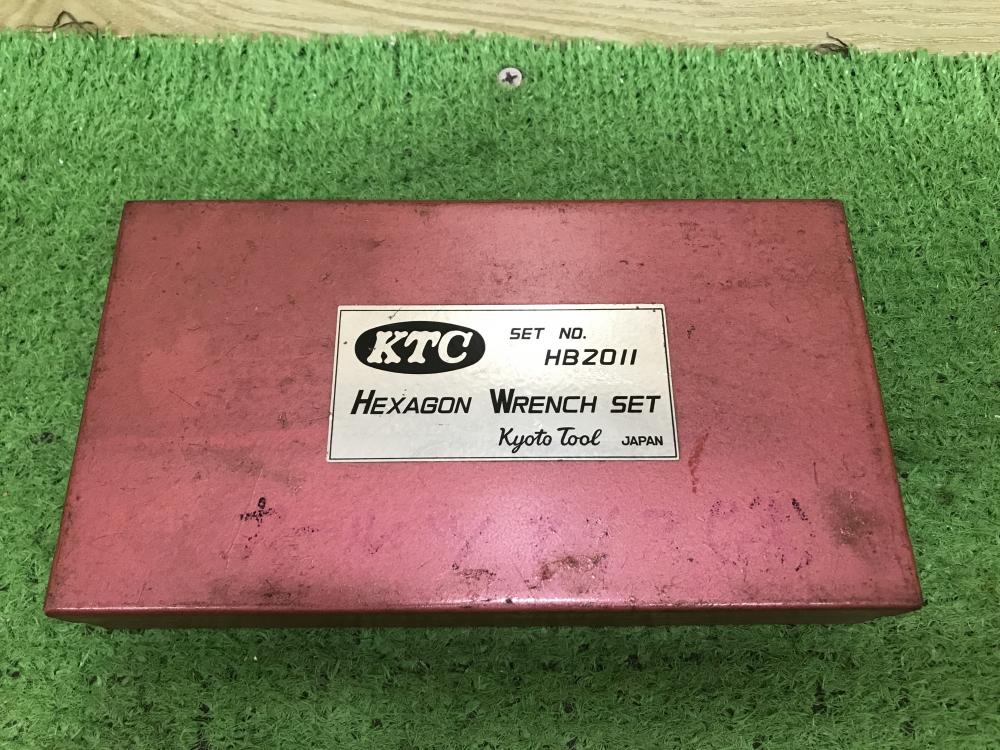 KTC
SET NO.
HB2011
HEXAGON WRENCH SET
Kyoto Tool JAPAN